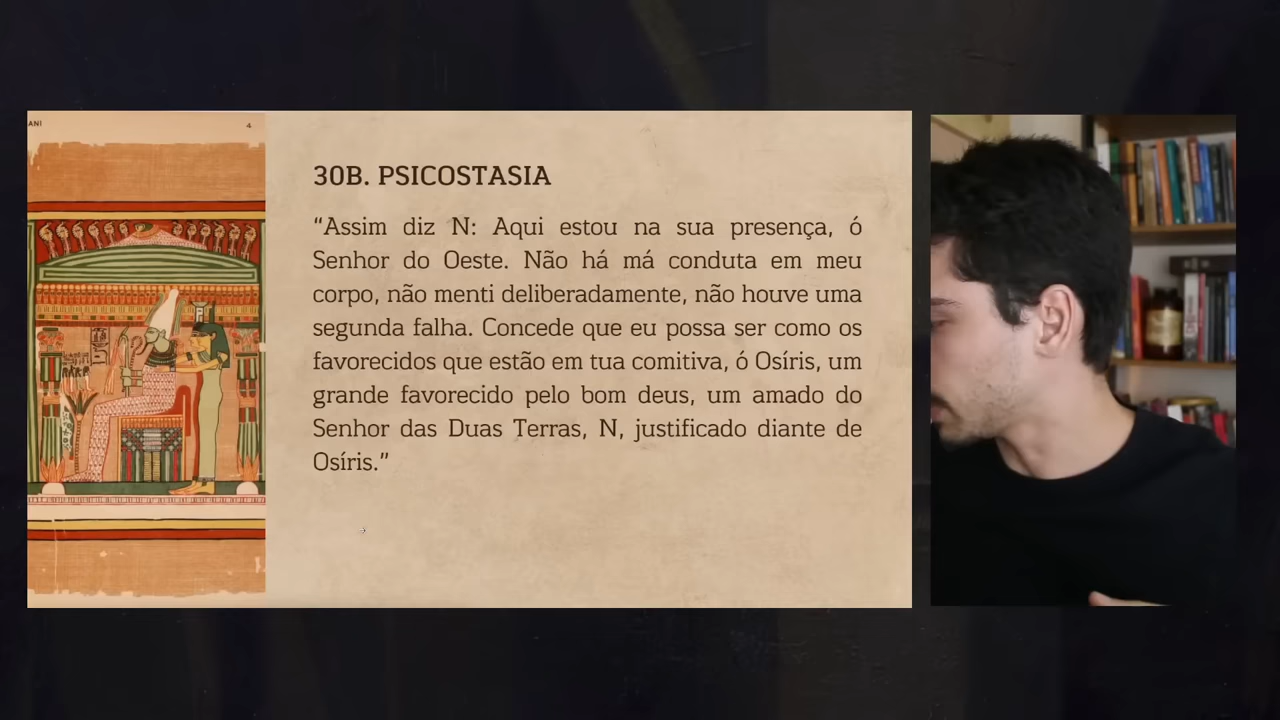 ANI
4
30B. PSICOSTASIA
“Assim diz N: Aqui estou na sua presença, ó
Senhor do Oeste. Não há má conduta em meu
corpo, não menti deliberadamente, não houve uma
segunda falha. Concede que eu possa ser como os
favorecidos que estão em tua comitiva, ó Osíris, um
grande favorecido pelo bom deus, um amado do
Senhor das Duas Terras, N, justificado diante de
Osíris.”